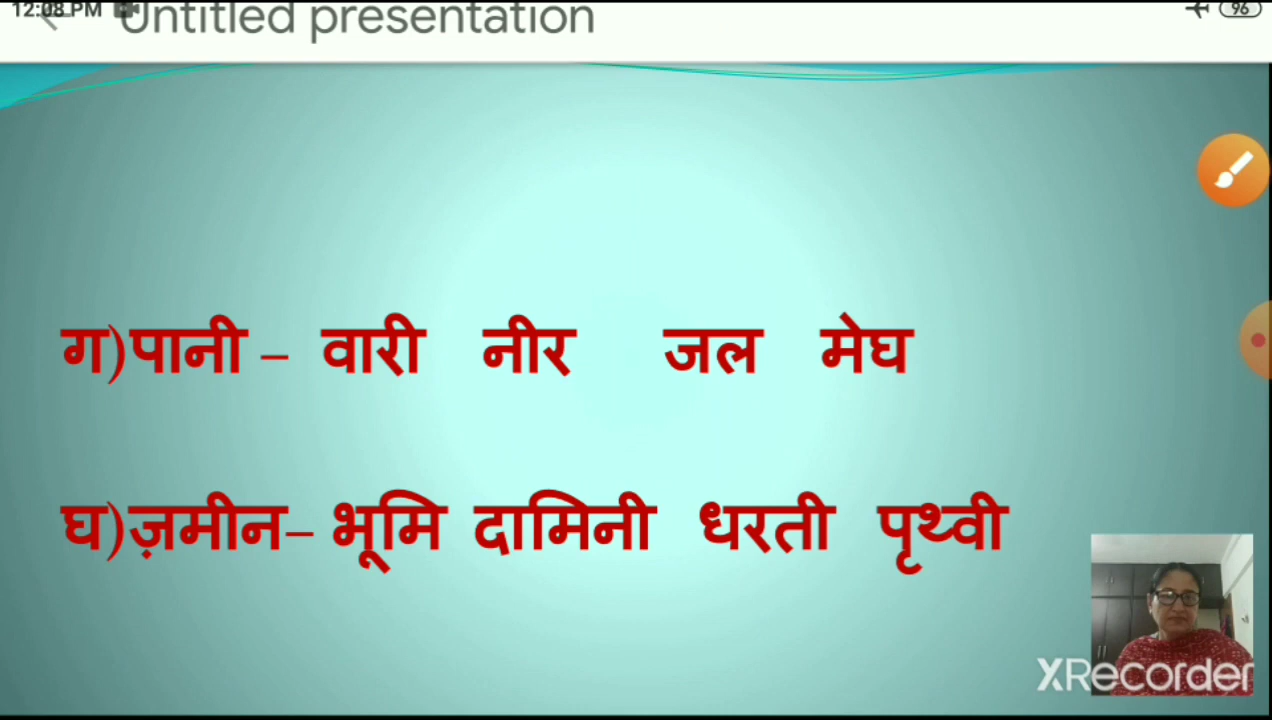 12:08 PM 96
Untitled presentation
ग)पानी – वारी नीर जल मेघ
घ)ज़मीन– भूमि दामिनी धरती पृथ्वी
XRecorder